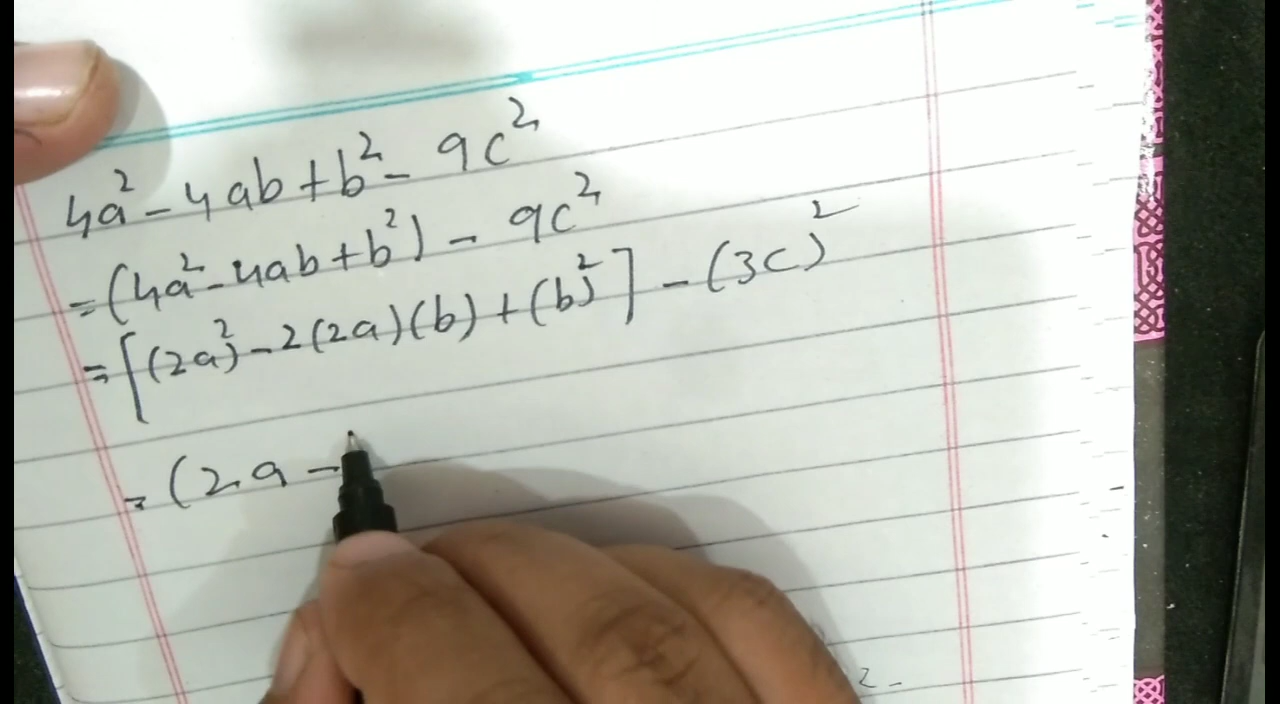 4a² - 4ab + b² - 9c²
= (4a² - 4ab + b²) - 9c²
= [(2a)² - 2(2a)(b) + (b)²] - (3c)²
= (2a -